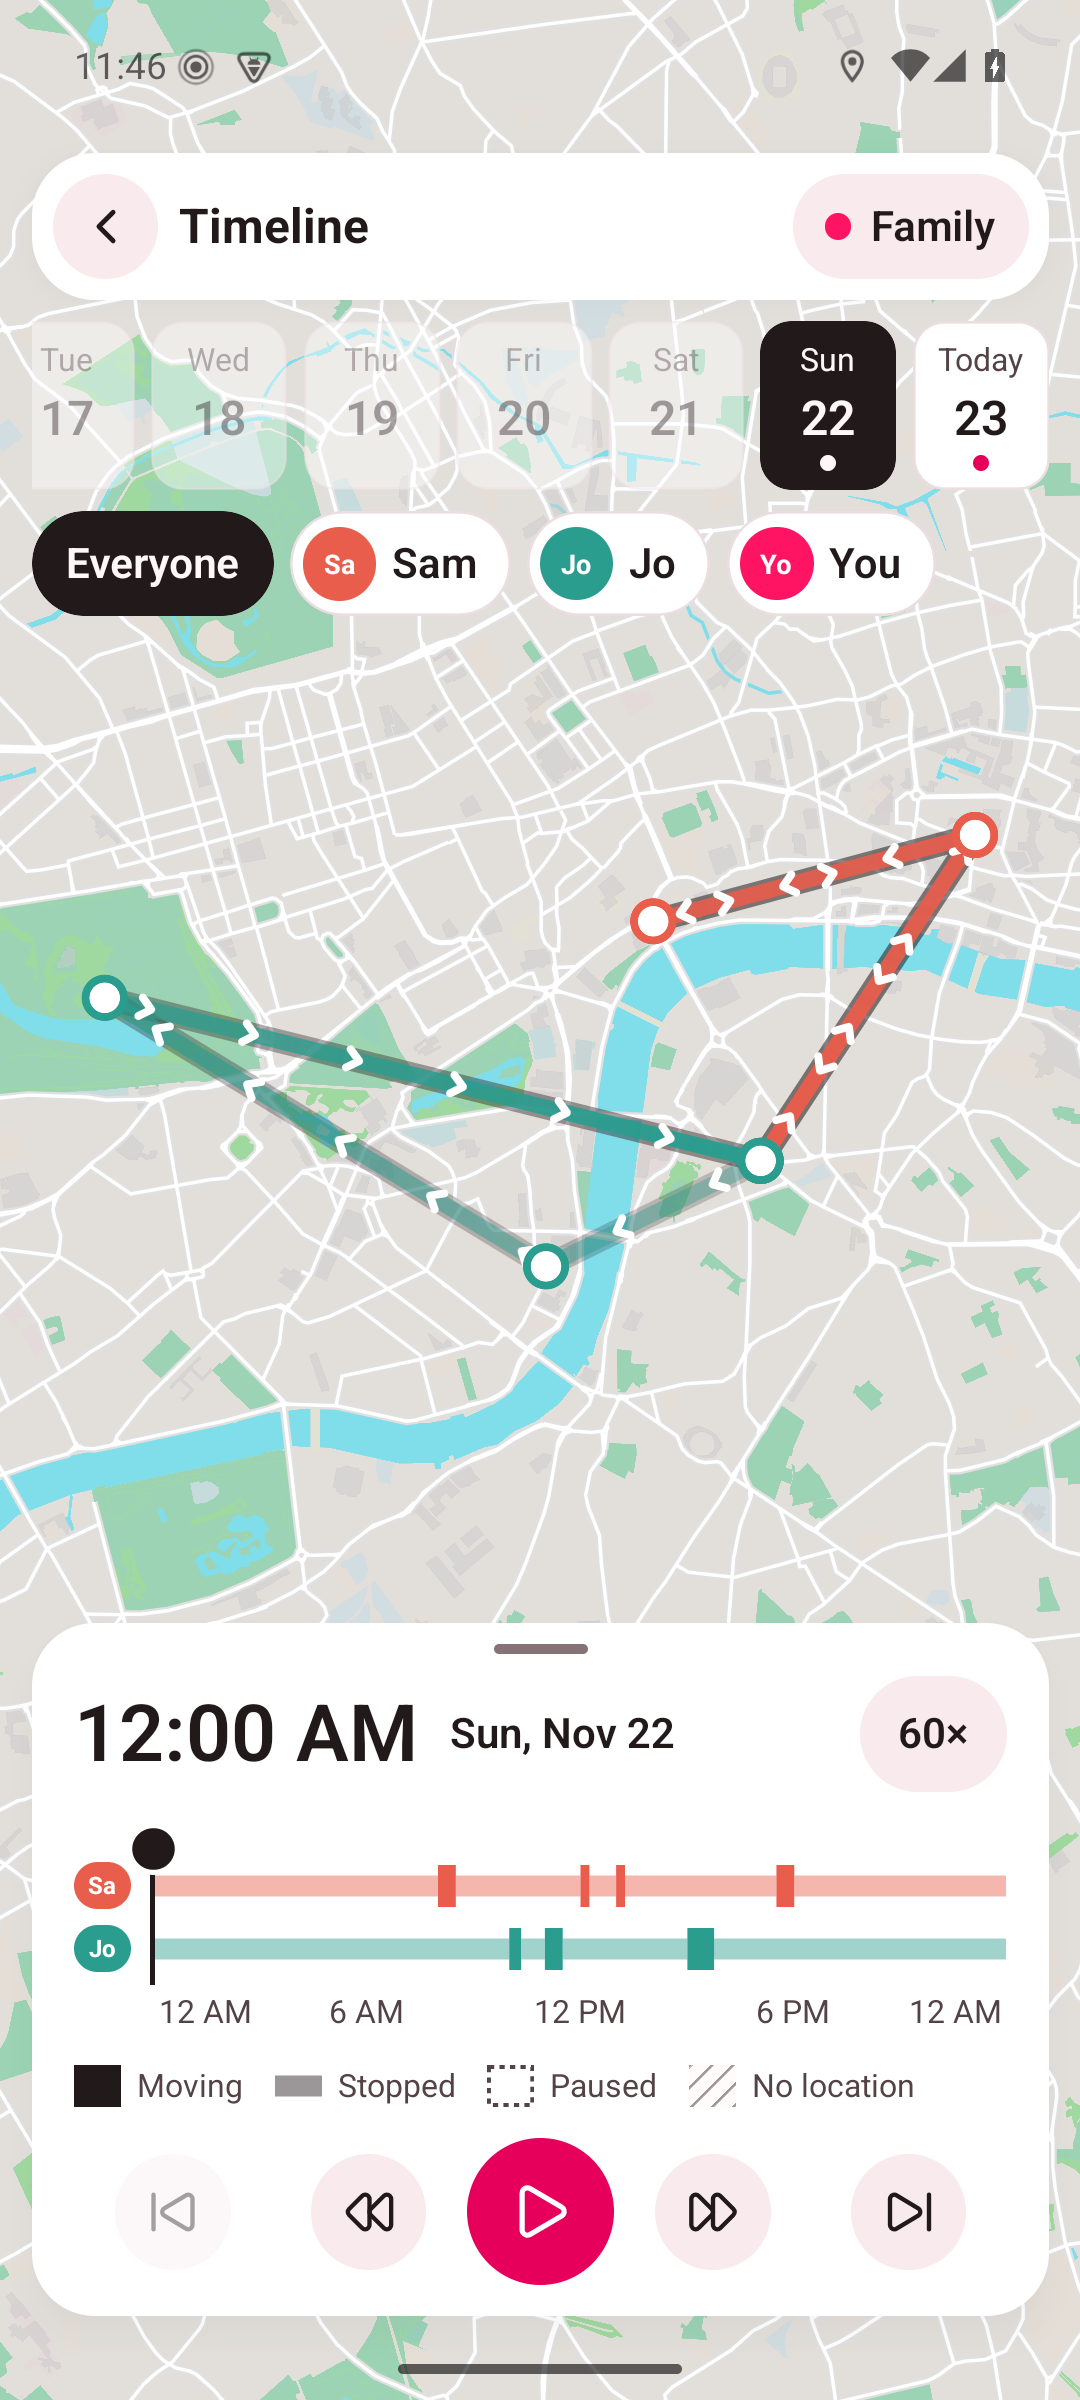 11:46
Timeline
Family
Tue Wed Thu Fri Sat Sun Today
17 18 19 20 21 22 23
Everyone Sa Sam Jo Jo Yo You
12:00 AM Sun, Nov 22 60×
Sa
Jo
12 AM 6 AM 12 PM 6 PM 12 AM
Moving Stopped Paused No location